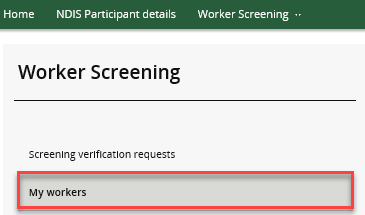 Home NDIS Participant details Worker Screening ··
Worker Screening
Screening verification requests
My workers